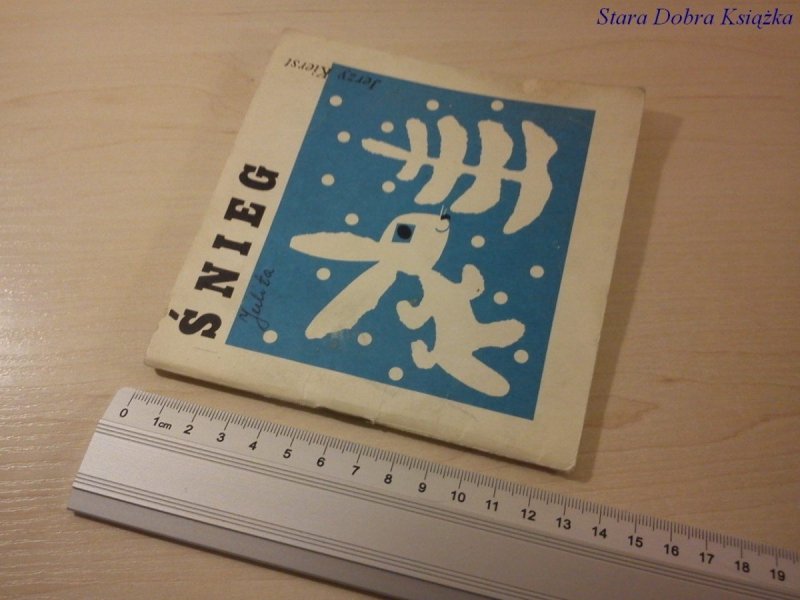 Stara Dobra Książka
Jerzy Kierst
ŚNIEG
Julita
0 1cm 2 3 4 5 6 7 8 9 10 11 12 13 14 15 16 17 18 19